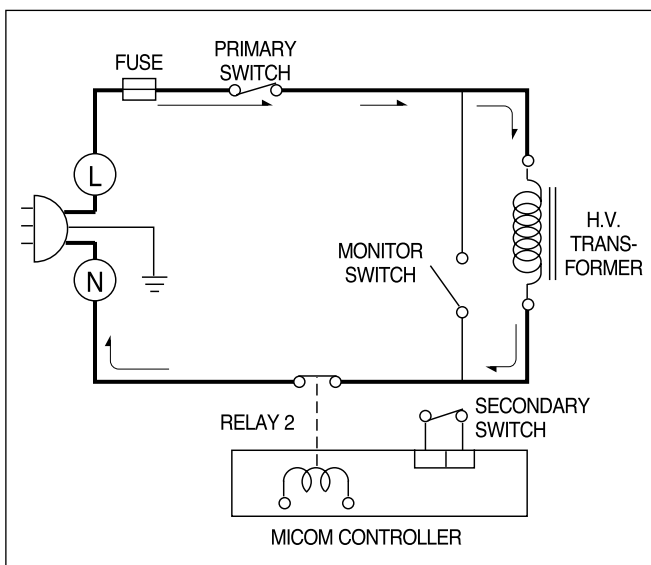 PRIMARY
SWITCH
FUSE
L
H.V.
TRANS-
FORMER
MONITOR
SWITCH
N
RELAY 2
SECONDARY
SWITCH
MICOM CONTROLLER